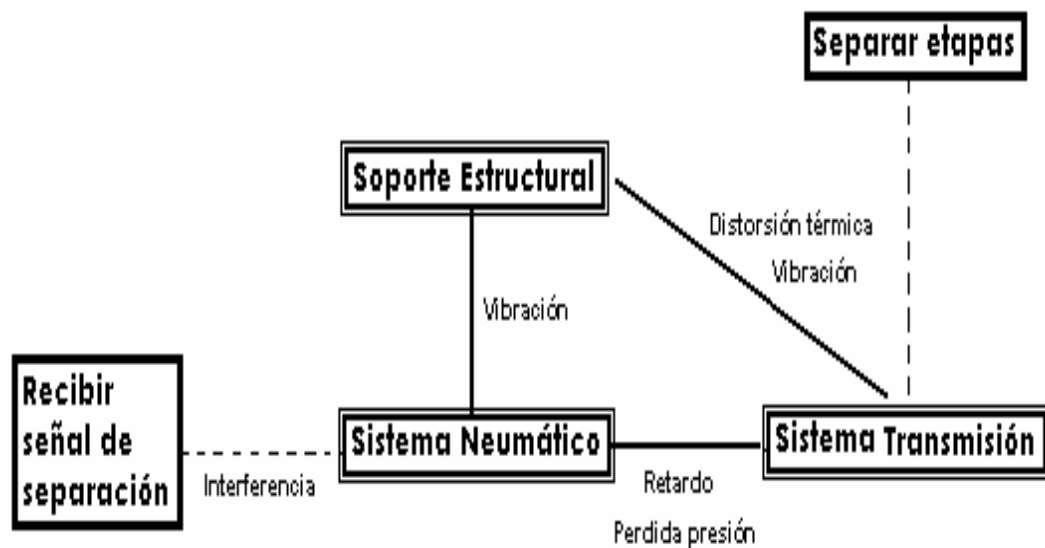 Separar etapas
Soporte Estructural
Distorsión térmica
Vibración
Vibración
Recibir
señal de
separación
Interferencia
Sistema Neumático
Retardo
Perdida presión
Sistema Transmisión